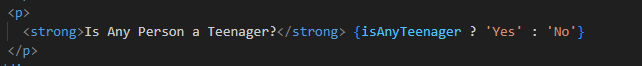 <p>
<strong>Is Any Person a Teenager?</strong> {isAnyTeenager ? 'Yes' : 'No'}
</p>